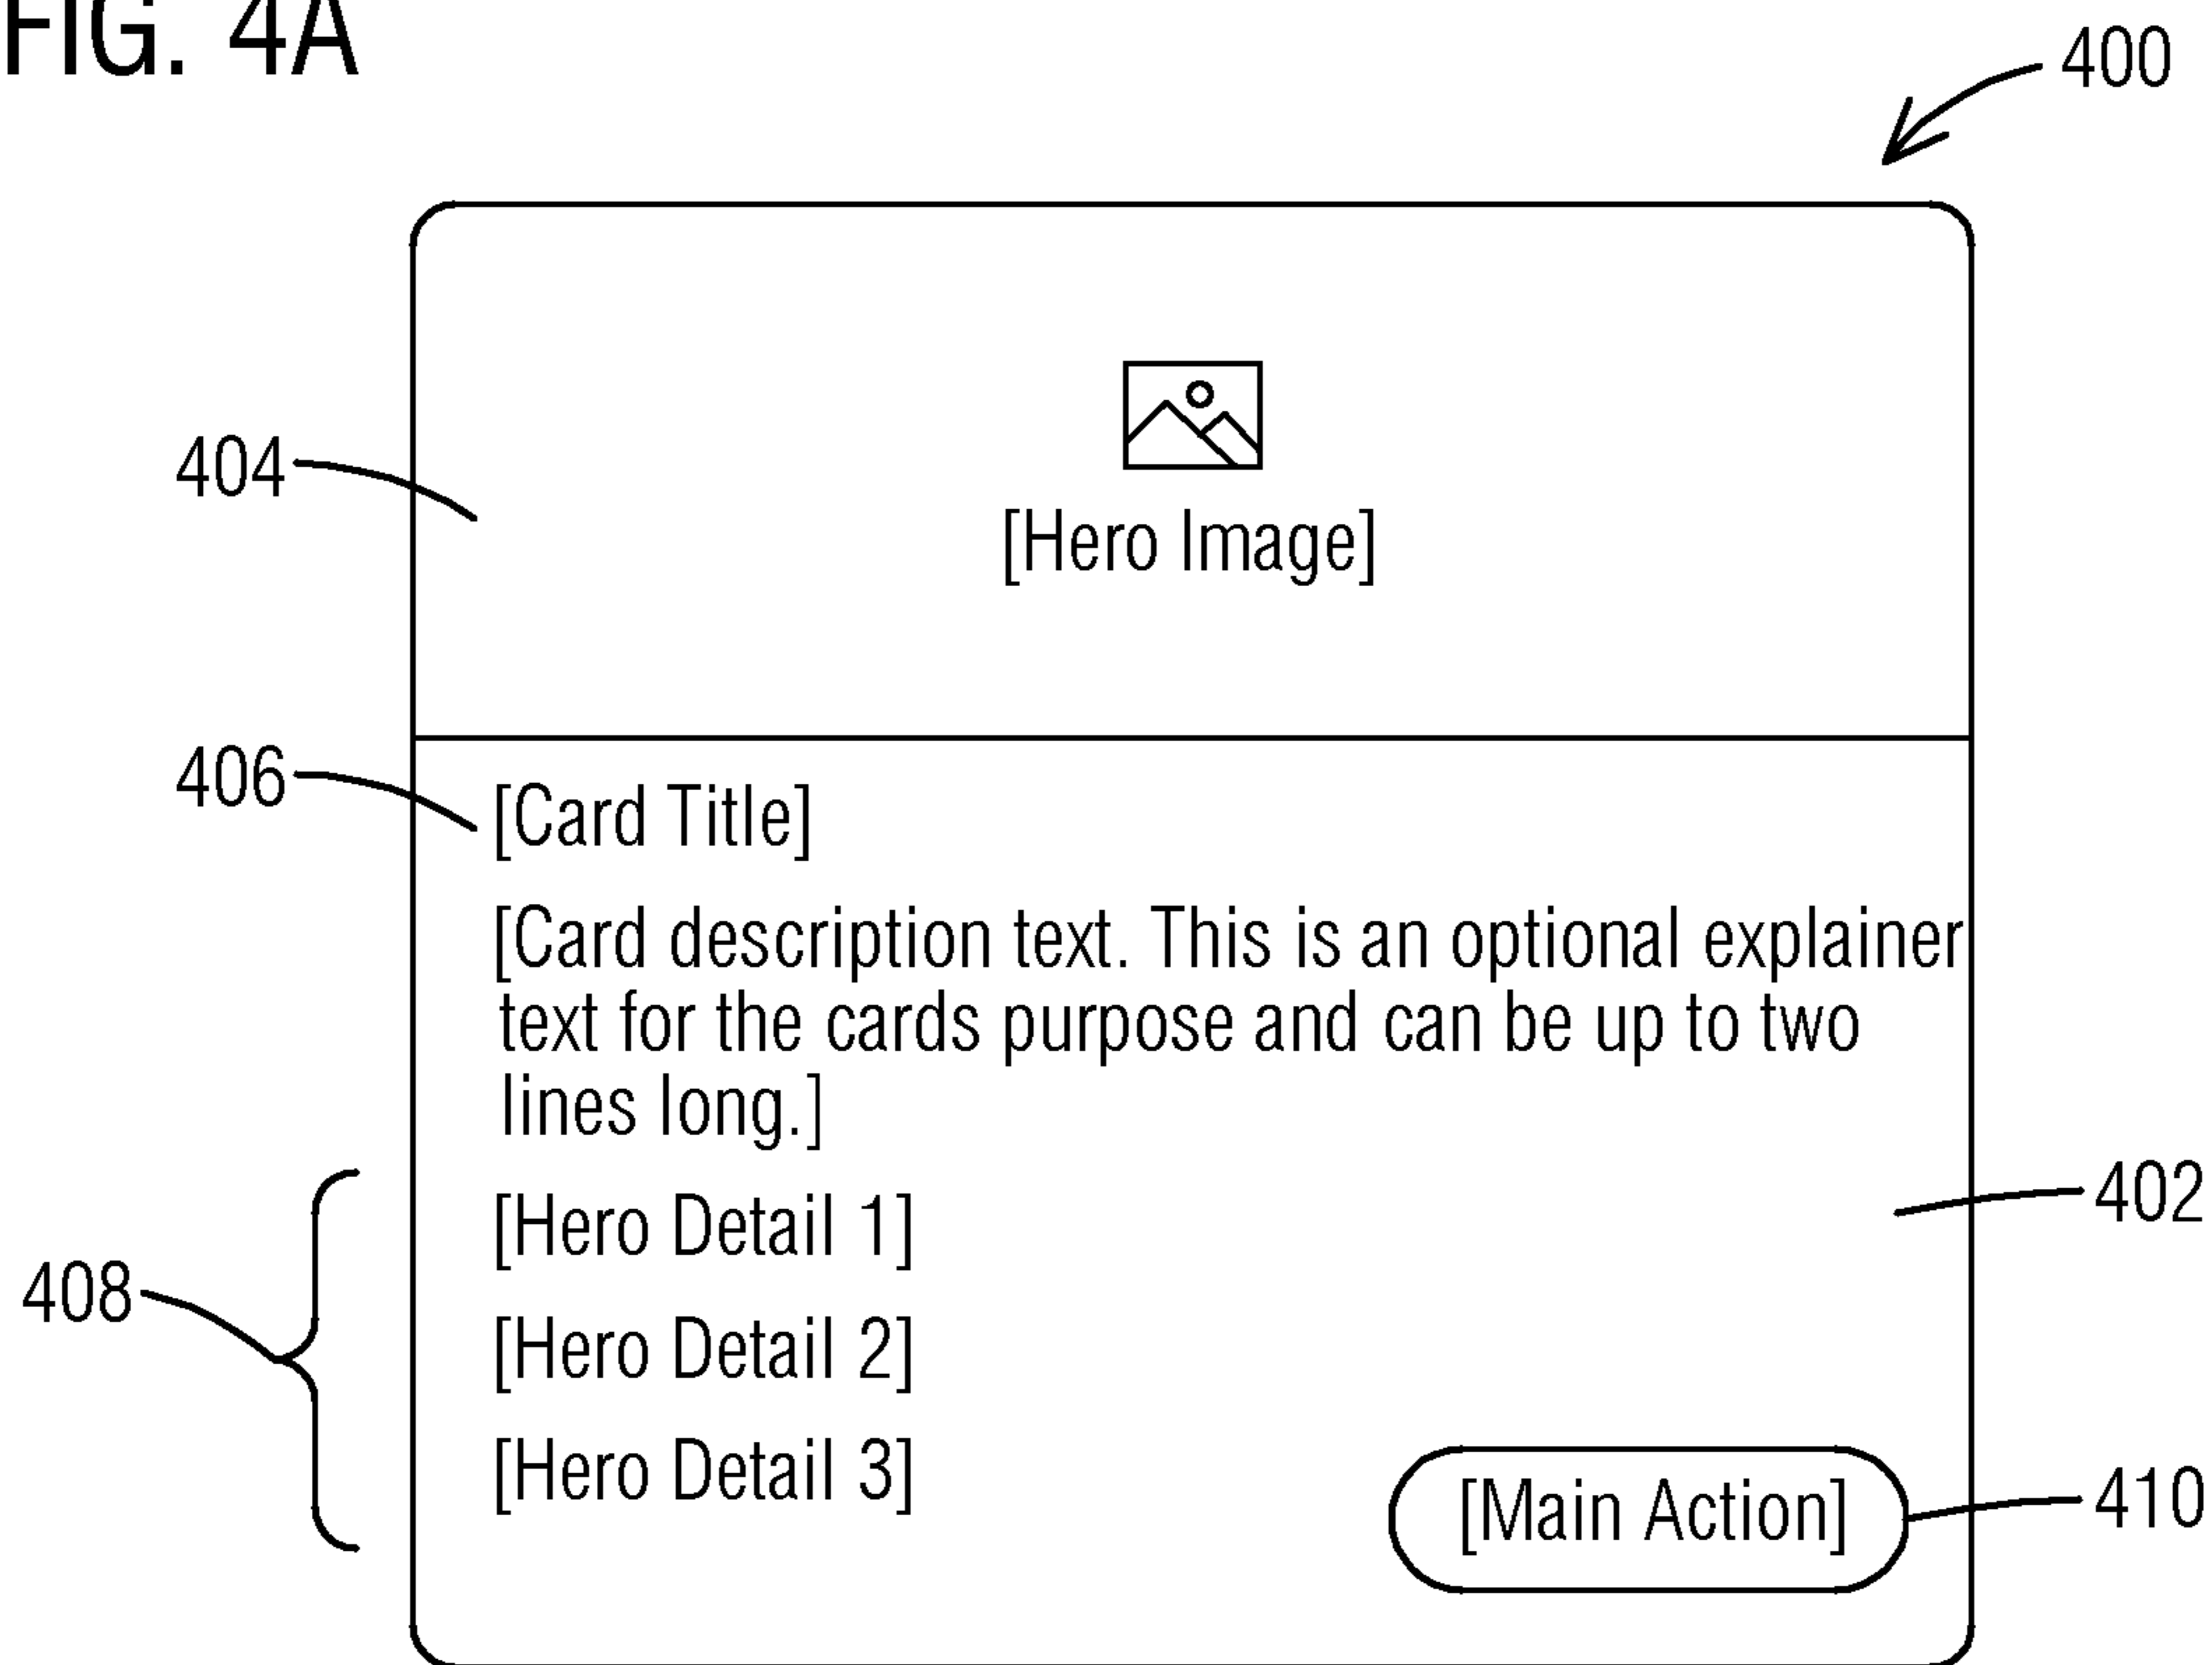 FIG. 4A
400
404
[Hero Image]
406
[Card Title]
[Card description text. This is an optional explainer
text for the cards purpose and can be up to two
lines long.]
402
408
[Hero Detail 1]
[Hero Detail 2]
[Hero Detail 3]
[Main Action]
410